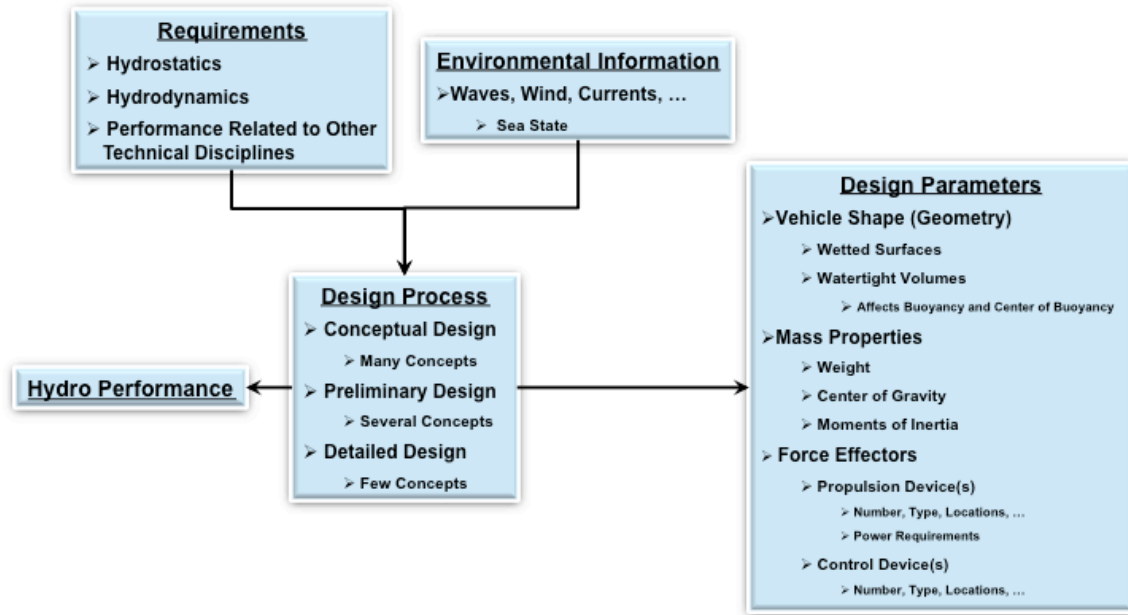 Requirements
➢ Hydrostatics
➢ Hydrodynamics
➢ Performance Related to Other
Technical Disciplines
Environmental Information
➢Waves, Wind, Currents, …
➢ Sea State
Design Process
➢ Conceptual Design
➢ Many Concepts
➢ Preliminary Design
➢ Several Concepts
➢ Detailed Design
➢ Few Concepts
Hydro Performance
Design Parameters
➢Vehicle Shape (Geometry)
➢ Wetted Surfaces
➢ Watertight Volumes
➢ Affects Buoyancy and Center of Buoyancy
➢Mass Properties
➢ Weight
➢ Center of Gravity
➢ Moments of Inertia
➢ Force Effectors
➢ Propulsion Device(s)
➢ Number, Type, Locations, …
➢ Power Requirements
➢ Control Device(s)
➢ Number, Type, Locations, …